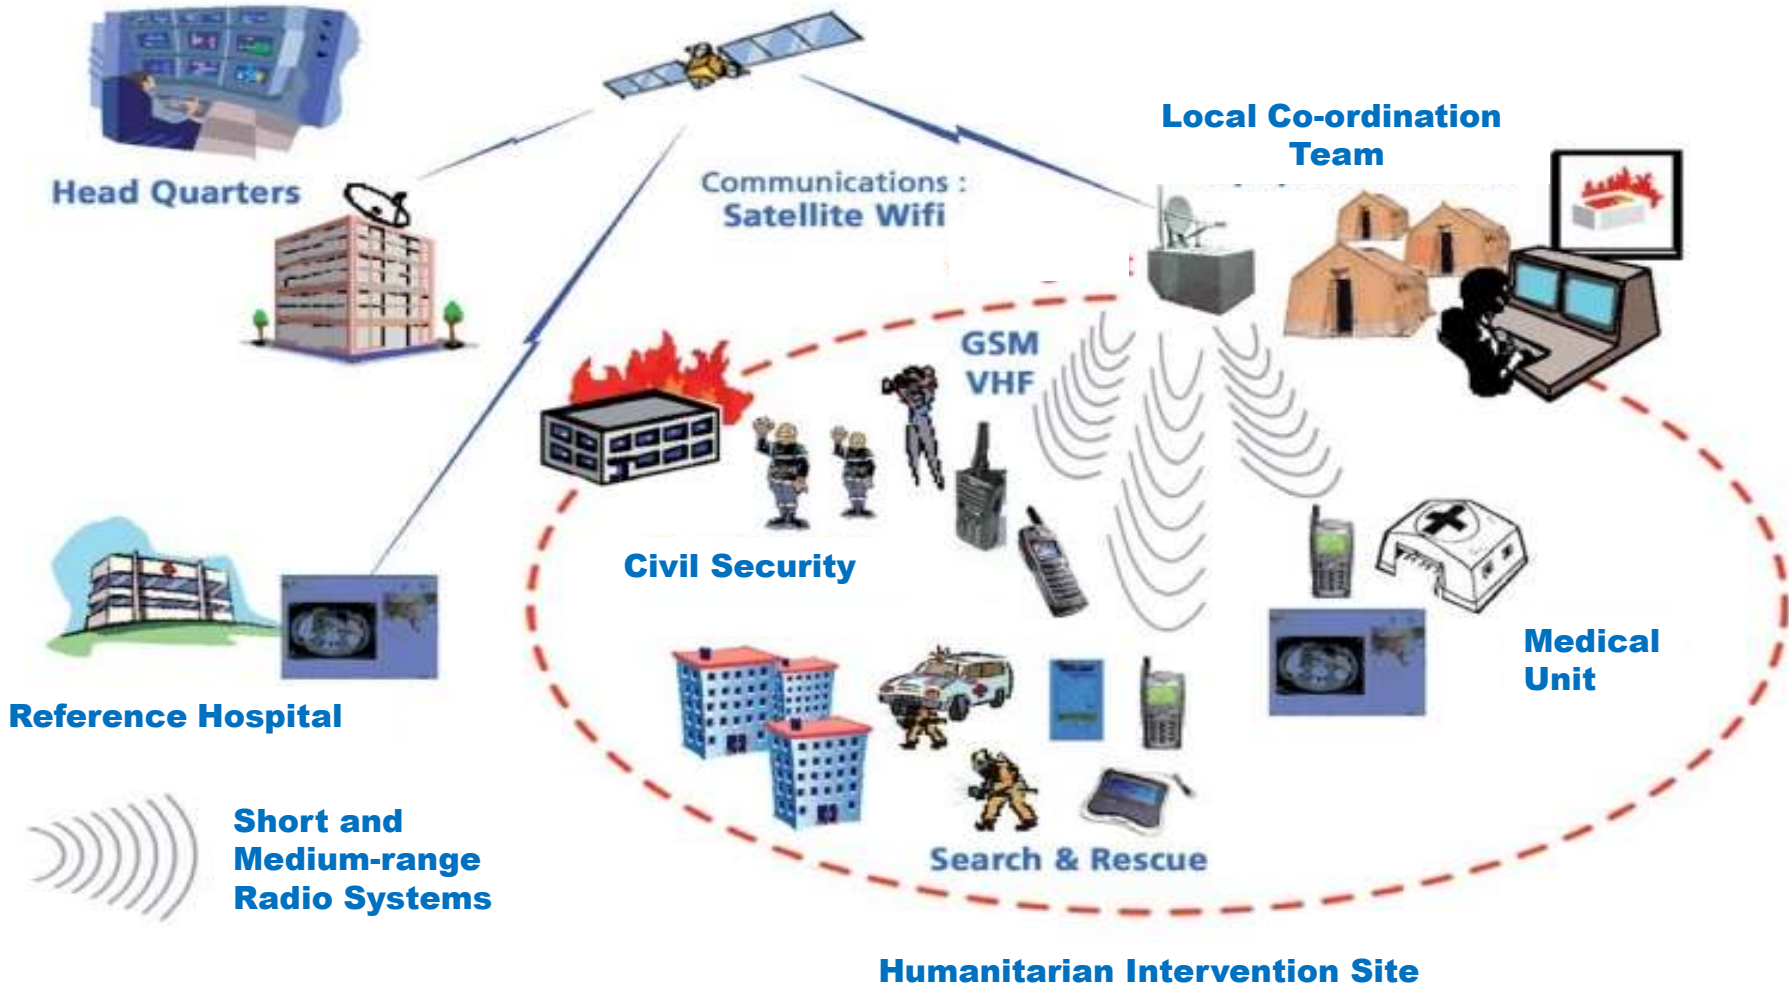 Local Co-ordination
Team
Head Quarters
Communications :
Satellite Wifi
GSM
VHF
Civil Security
Medical
Unit
Reference Hospital
Short and
Medium-range
Radio Systems
Search & Rescue
Humanitarian Intervention Site